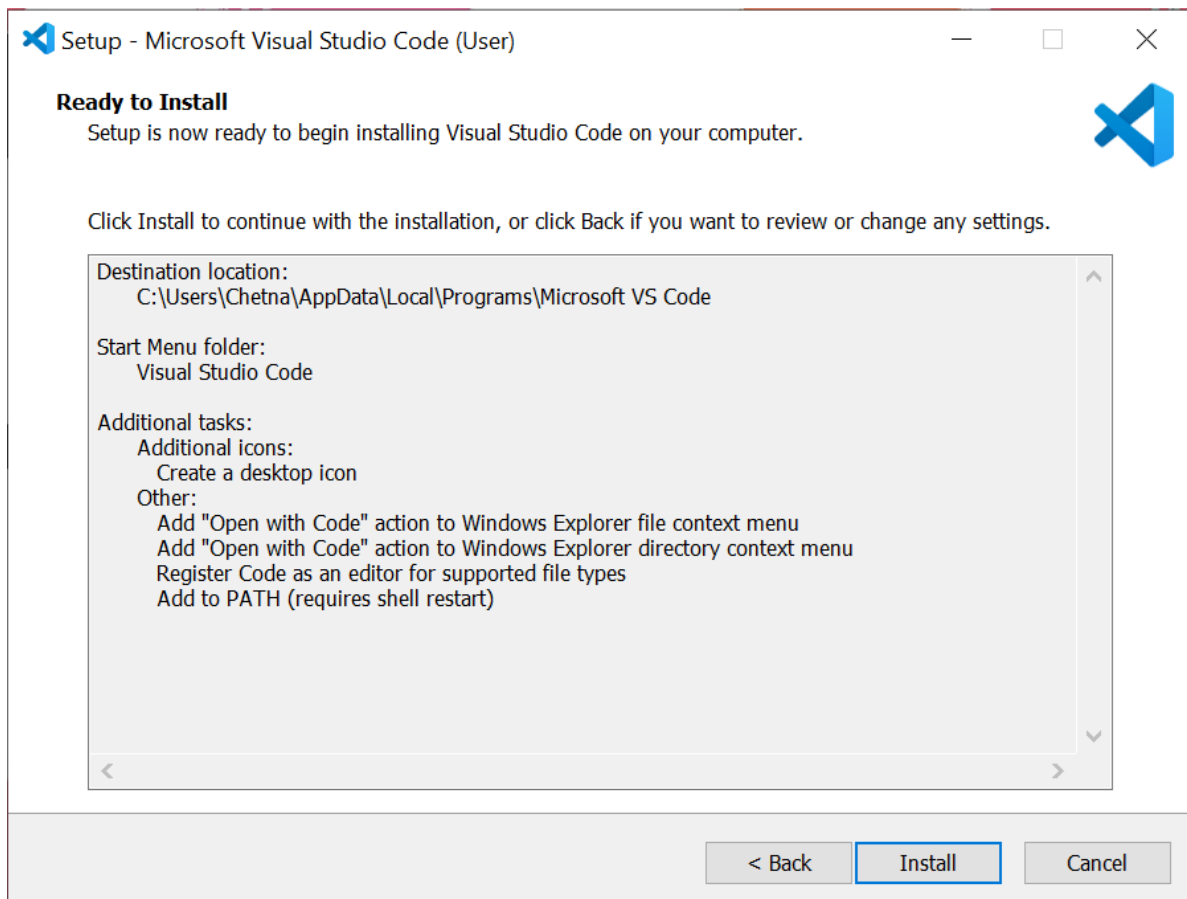 Setup - Microsoft Visual Studio Code (User)
Ready to Install
Setup is now ready to begin installing Visual Studio Code on your computer.
Click Install to continue with the installation, or click Back if you want to review or change any settings.
Destination location:
C:\Users\Chetna\AppData\Local\Programs\Microsoft VS Code
Start Menu folder:
Visual Studio Code
Additional tasks:
Additional icons:
Create a desktop icon
Other:
Add "Open with Code" action to Windows Explorer file context menu
Add "Open with Code" action to Windows Explorer directory context menu
Register Code as an editor for supported file types
Add to PATH (requires shell restart)
< Back Install Cancel